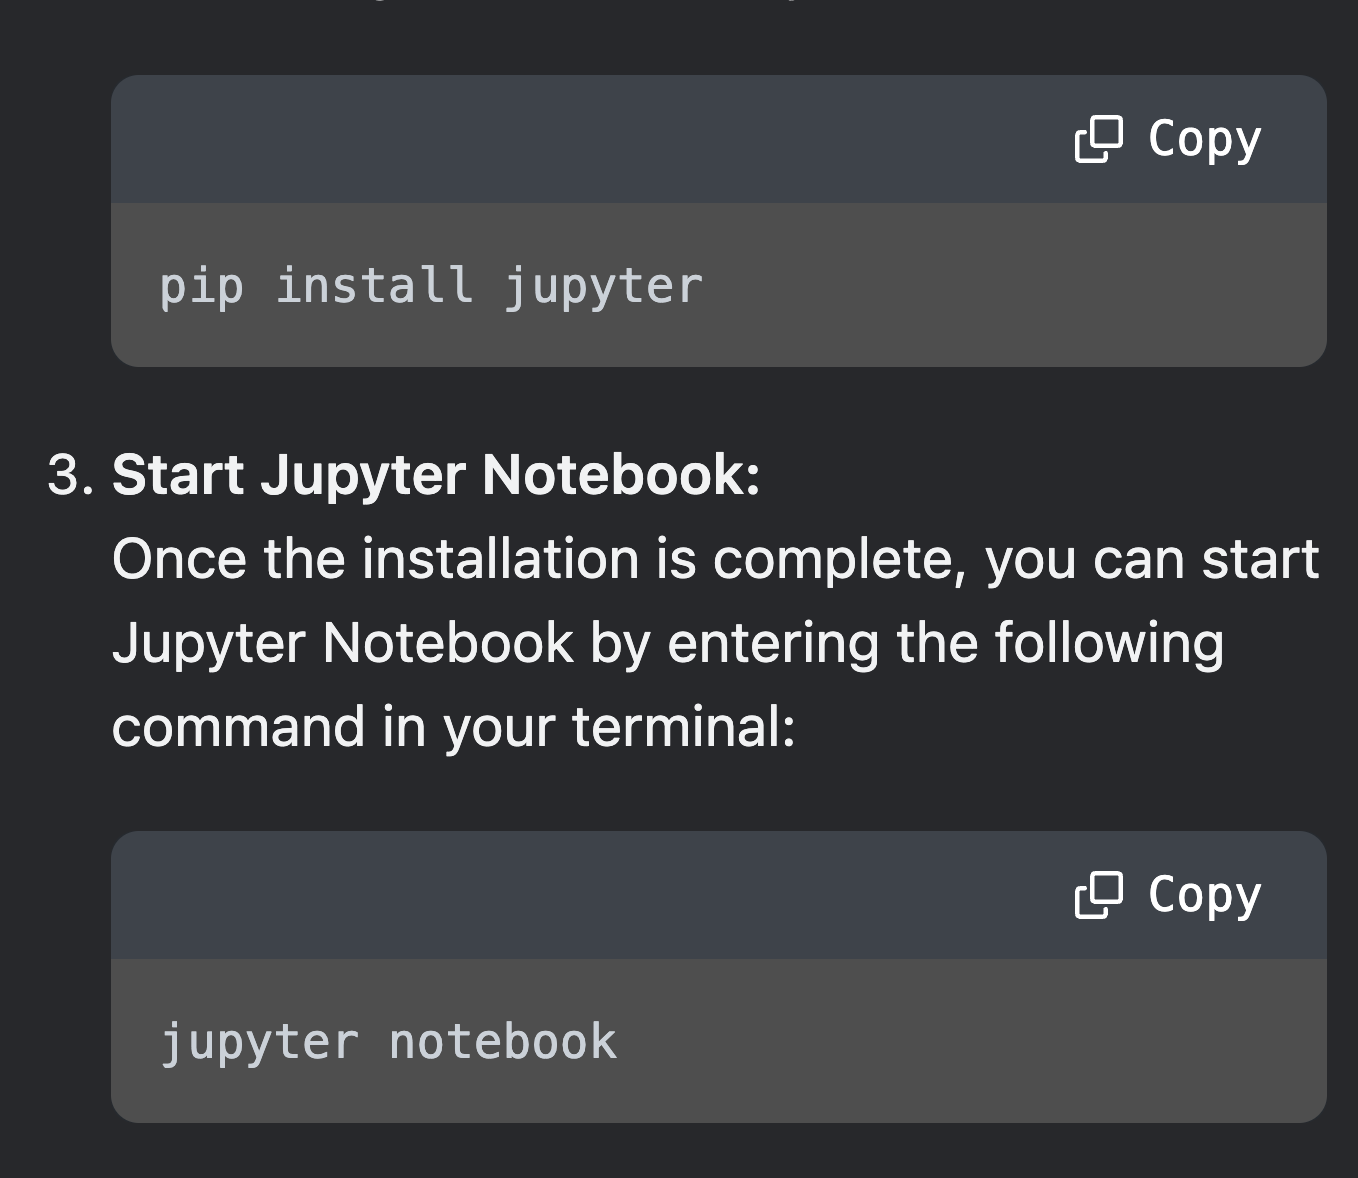 Copy
pip install jupyter
3. Start Jupyter Notebook:
Once the installation is complete, you can start
Jupyter Notebook by entering the following
command in your terminal:
Copy
jupyter notebook